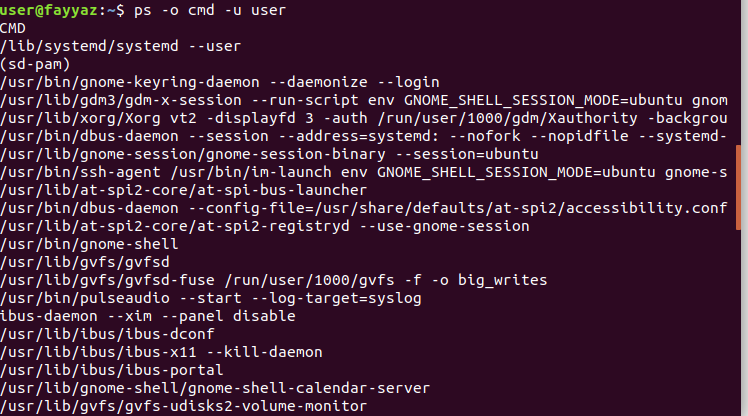 user@fayyaz:~$ ps -o cmd -u user
CMD
/lib/systemd/systemd --user
(sd-pam)
/usr/bin/gnome-keyring-daemon --daemonize --login
/usr/lib/gdm3/gdm-x-session --run-script env GNOME_SHELL_SESSION_MODE=ubuntu gnom
/usr/lib/xorg/Xorg vt2 -displayfd 3 -auth /run/user/1000/gdm/Xauthority -backgrou
/usr/bin/dbus-daemon --session --address=systemd: --nofork --nopidfile --systemd-
/usr/lib/gnome-session/gnome-session-binary --session=ubuntu
/usr/bin/ssh-agent /usr/bin/im-launch env GNOME_SHELL_SESSION_MODE=ubuntu gnome-s
/usr/lib/at-spi2-core/at-spi-bus-launcher
/usr/bin/dbus-daemon --config-file=/usr/share/defaults/at-spi2/accessibility.conf
/usr/lib/at-spi2-core/at-spi2-registryd --use-gnome-session
/usr/bin/gnome-shell
/usr/lib/gvfs/gvfsd
/usr/lib/gvfs/gvfsd-fuse /run/user/1000/gvfs -f -o big_writes
/usr/bin/pulseaudio --start --log-target=syslog
ibus-daemon --xim --panel disable
/usr/lib/ibus/ibus-dconf
/usr/lib/ibus/ibus-x11 --kill-daemon
/usr/lib/ibus/ibus-portal
/usr/lib/gnome-shell/gnome-shell-calendar-server
/usr/lib/gvfs/gvfs-udisks2-volume-monitor